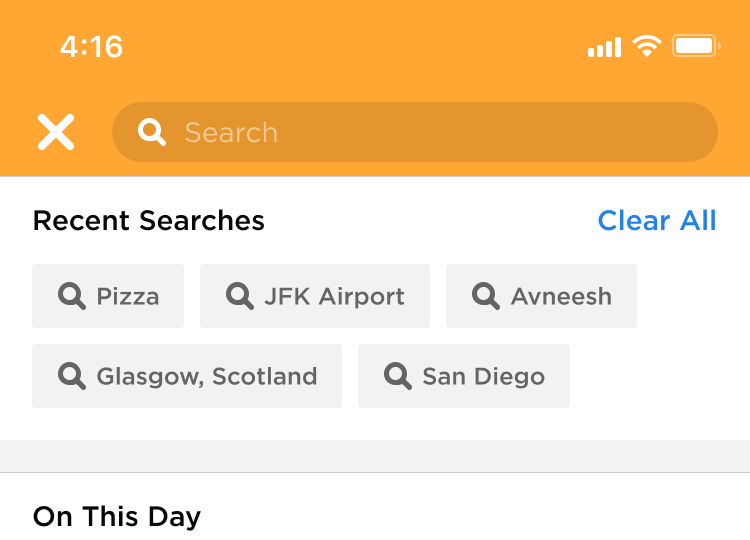 4:16
Search
Recent Searches Clear All
Pizza JFK Airport Avneesh
Glasgow, Scotland San Diego
On This Day